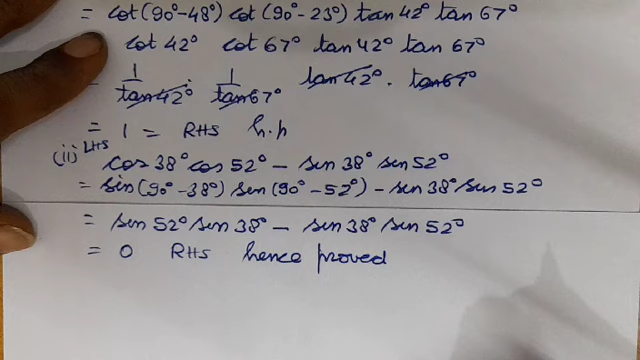 = cot (90°-48°) cot (90°-23°) tan 42° tan 67°
cot 42° cot 67° tan 42° tan 67°
= 1/tan 42° · 1/tan 67° tan 42° · tan 67°
= 1 = RHS h.p
(ii) LHS cos 38° cos 52° - sin 38° sin 52°
= sin (90° - 38°) sin (90° - 52°) - sin 38° sin 52°
= sin 52° sin 38° - sin 38° sin 52°
= 0 RHS hence proved